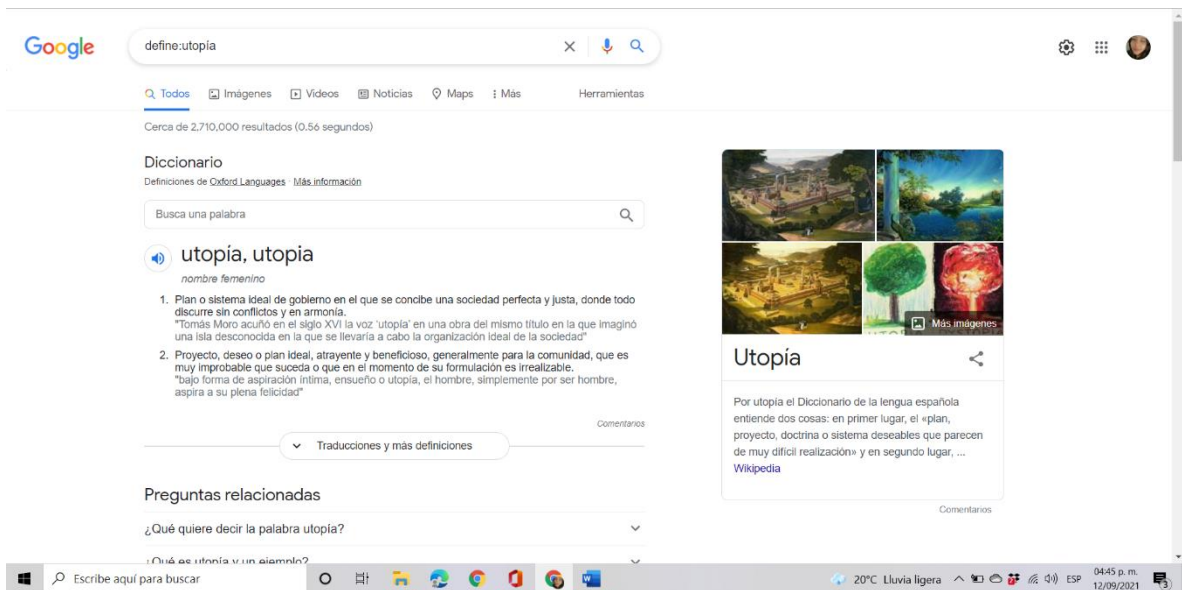 Google
define:utopía
Todos Imágenes Videos Noticias Maps Más Herramientas
Cerca de 2,710,000 resultados (0.56 segundos)
Diccionario
Definiciones de Oxford Languages · Más información
Busca una palabra
utopía, utopia
nombre femenino
1. Plan o sistema ideal de gobierno en el que se concibe una sociedad perfecta y justa, donde todo
discurre sin conflictos y en armonía.
"Tomás Moro acuñó en el siglo XVI la voz 'utopía' en una obra del mismo título en la que imaginó
una isla desconocida en la que se llevaría a cabo la organización ideal de la sociedad"
2. Proyecto, deseo o plan ideal, atrayente y beneficioso, generalmente para la comunidad, que es
muy improbable que suceda o que en el momento de su formulación es irrealizable.
"bajo forma de aspiración íntima, ensueño o utopía, el hombre, simplemente por ser hombre,
aspira a su plena felicidad"
Comentarios
Traducciones y más definiciones
Preguntas relacionadas
¿Qué quiere decir la palabra utopía?
¿Qué es utopía y un ejemplo?
Más imágenes
Utopía
Por utopía el Diccionario de la lengua española
entiende dos cosas: en primer lugar, el «plan,
proyecto, doctrina o sistema deseables que parecen
de muy difícil realización» y en segundo lugar, ...
Wikipedia
Comentarios
Escribe aquí para buscar
20°C Lluvia ligera
ESP
04:45 p. m.
12/09/2021
3